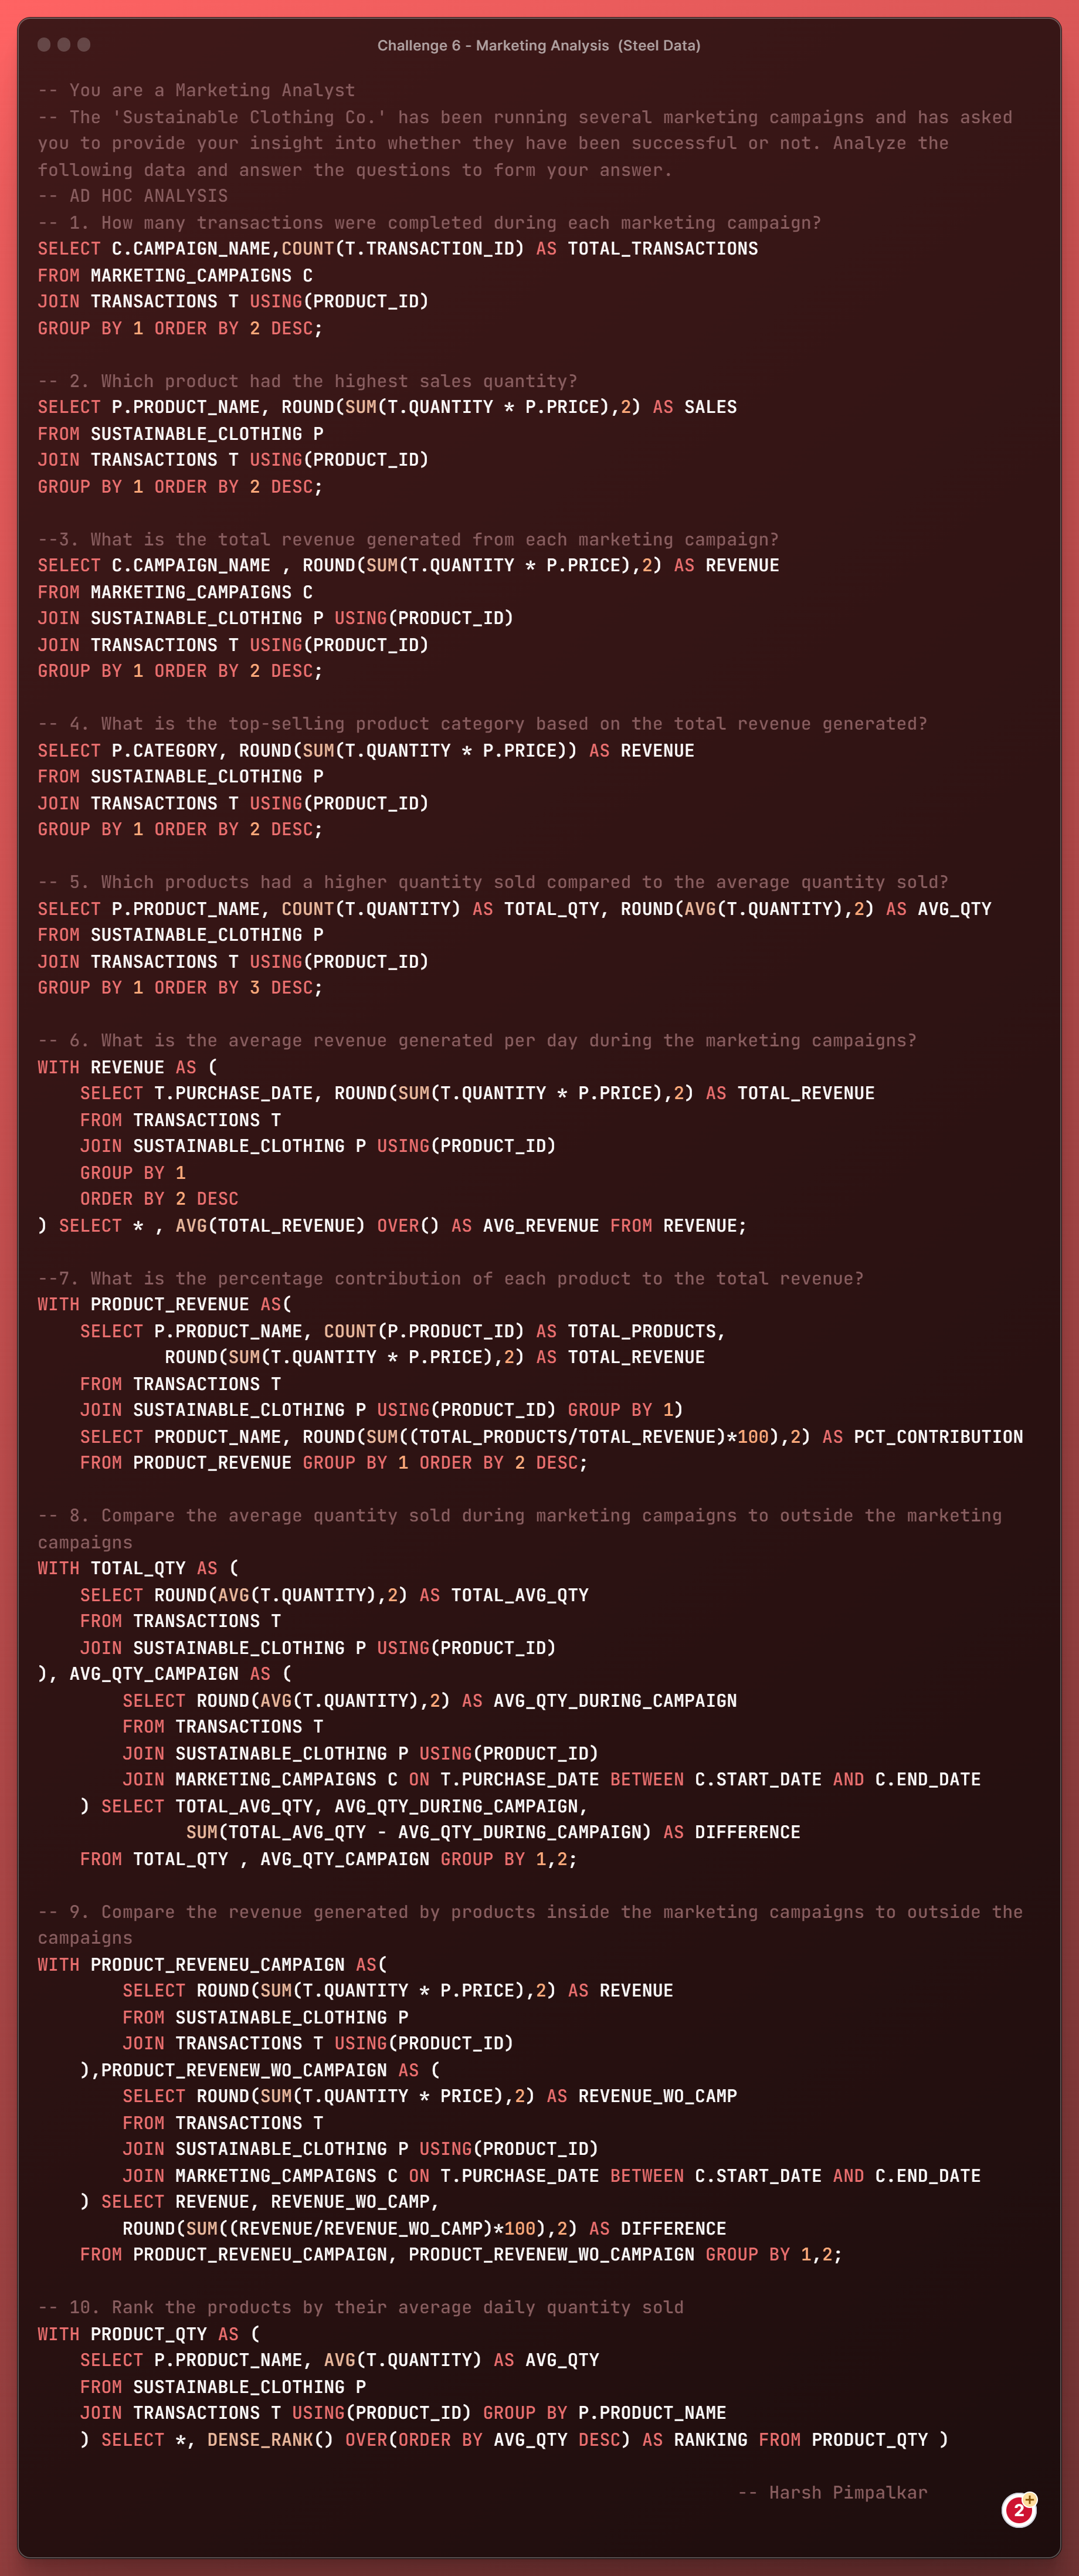 Challenge 6 - Marketing Analysis (Steel Data)
-- You are a Marketing Analyst
-- The 'Sustainable Clothing Co.' has been running several marketing campaigns and has asked
you to provide your insight into whether they have been successful or not. Analyze the
following data and answer the questions to form your answer.
-- AD HOC ANALYSIS
-- 1. How many transactions were completed during each marketing campaign?
SELECT C.CAMPAIGN_NAME,COUNT(T.TRANSACTION_ID) AS TOTAL_TRANSACTIONS
FROM MARKETING_CAMPAIGNS C
JOIN TRANSACTIONS T USING(PRODUCT_ID)
GROUP BY 1 ORDER BY 2 DESC;

-- 2. Which product had the highest sales quantity?
SELECT P.PRODUCT_NAME, ROUND(SUM(T.QUANTITY * P.PRICE),2) AS SALES
FROM SUSTAINABLE_CLOTHING P
JOIN TRANSACTIONS T USING(PRODUCT_ID)
GROUP BY 1 ORDER BY 2 DESC;

--3. What is the total revenue generated from each marketing campaign?
SELECT C.CAMPAIGN_NAME , ROUND(SUM(T.QUANTITY * P.PRICE),2) AS REVENUE
FROM MARKETING_CAMPAIGNS C
JOIN SUSTAINABLE_CLOTHING P USING(PRODUCT_ID)
JOIN TRANSACTIONS T USING(PRODUCT_ID)
GROUP BY 1 ORDER BY 2 DESC;

-- 4. What is the top-selling product category based on the total revenue generated?
SELECT P.CATEGORY, ROUND(SUM(T.QUANTITY * P.PRICE)) AS REVENUE
FROM SUSTAINABLE_CLOTHING P
JOIN TRANSACTIONS T USING(PRODUCT_ID)
GROUP BY 1 ORDER BY 2 DESC;

-- 5. Which products had a higher quantity sold compared to the average quantity sold?
SELECT P.PRODUCT_NAME, COUNT(T.QUANTITY) AS TOTAL_QTY, ROUND(AVG(T.QUANTITY),2) AS AVG_QTY
FROM SUSTAINABLE_CLOTHING P
JOIN TRANSACTIONS T USING(PRODUCT_ID)
GROUP BY 1 ORDER BY 3 DESC;

-- 6. What is the average revenue generated per day during the marketing campaigns?
WITH REVENUE AS (
    SELECT T.PURCHASE_DATE, ROUND(SUM(T.QUANTITY * P.PRICE),2) AS TOTAL_REVENUE
    FROM TRANSACTIONS T
    JOIN SUSTAINABLE_CLOTHING P USING(PRODUCT_ID)
    GROUP BY 1
    ORDER BY 2 DESC
) SELECT * , AVG(TOTAL_REVENUE) OVER() AS AVG_REVENUE FROM REVENUE;

--7. What is the percentage contribution of each product to the total revenue?
WITH PRODUCT_REVENUE AS(
    SELECT P.PRODUCT_NAME, COUNT(P.PRODUCT_ID) AS TOTAL_PRODUCTS,
            ROUND(SUM(T.QUANTITY * P.PRICE),2) AS TOTAL_REVENUE
    FROM TRANSACTIONS T
    JOIN SUSTAINABLE_CLOTHING P USING(PRODUCT_ID) GROUP BY 1)
    SELECT PRODUCT_NAME, ROUND(SUM((TOTAL_PRODUCTS/TOTAL_REVENUE)*100),2) AS PCT_CONTRIBUTION
    FROM PRODUCT_REVENUE GROUP BY 1 ORDER BY 2 DESC;

-- 8. Compare the average quantity sold during marketing campaigns to outside the marketing
campaigns
WITH TOTAL_QTY AS (
    SELECT ROUND(AVG(T.QUANTITY),2) AS TOTAL_AVG_QTY
    FROM TRANSACTIONS T
    JOIN SUSTAINABLE_CLOTHING P USING(PRODUCT_ID)
), AVG_QTY_CAMPAIGN AS (
        SELECT ROUND(AVG(T.QUANTITY),2) AS AVG_QTY_DURING_CAMPAIGN
        FROM TRANSACTIONS T
        JOIN SUSTAINABLE_CLOTHING P USING(PRODUCT_ID)
        JOIN MARKETING_CAMPAIGNS C ON T.PURCHASE_DATE BETWEEN C.START_DATE AND C.END_DATE
    ) SELECT TOTAL_AVG_QTY, AVG_QTY_DURING_CAMPAIGN,
              SUM(TOTAL_AVG_QTY - AVG_QTY_DURING_CAMPAIGN) AS DIFFERENCE
    FROM TOTAL_QTY , AVG_QTY_CAMPAIGN GROUP BY 1,2;

-- 9. Compare the revenue generated by products inside the marketing campaigns to outside the
campaigns
WITH PRODUCT_REVENEU_CAMPAIGN AS(
        SELECT ROUND(SUM(T.QUANTITY * P.PRICE),2) AS REVENUE
        FROM SUSTAINABLE_CLOTHING P
        JOIN TRANSACTIONS T USING(PRODUCT_ID)
    ),PRODUCT_REVENEW_WO_CAMPAIGN AS (
        SELECT ROUND(SUM(T.QUANTITY * PRICE),2) AS REVENUE_WO_CAMP
        FROM TRANSACTIONS T
        JOIN SUSTAINABLE_CLOTHING P USING(PRODUCT_ID)
        JOIN MARKETING_CAMPAIGNS C ON T.PURCHASE_DATE BETWEEN C.START_DATE AND C.END_DATE
    ) SELECT REVENUE, REVENUE_WO_CAMP,
        ROUND(SUM((REVENUE/REVENUE_WO_CAMP)*100),2) AS DIFFERENCE
    FROM PRODUCT_REVENEU_CAMPAIGN, PRODUCT_REVENEW_WO_CAMPAIGN GROUP BY 1,2;

-- 10. Rank the products by their average daily quantity sold
WITH PRODUCT_QTY AS (
    SELECT P.PRODUCT_NAME, AVG(T.QUANTITY) AS AVG_QTY
    FROM SUSTAINABLE_CLOTHING P
    JOIN TRANSACTIONS T USING(PRODUCT_ID) GROUP BY P.PRODUCT_NAME
    ) SELECT *, DENSE_RANK() OVER(ORDER BY AVG_QTY DESC) AS RANKING FROM PRODUCT_QTY )

-- Harsh Pimpalkar
2+